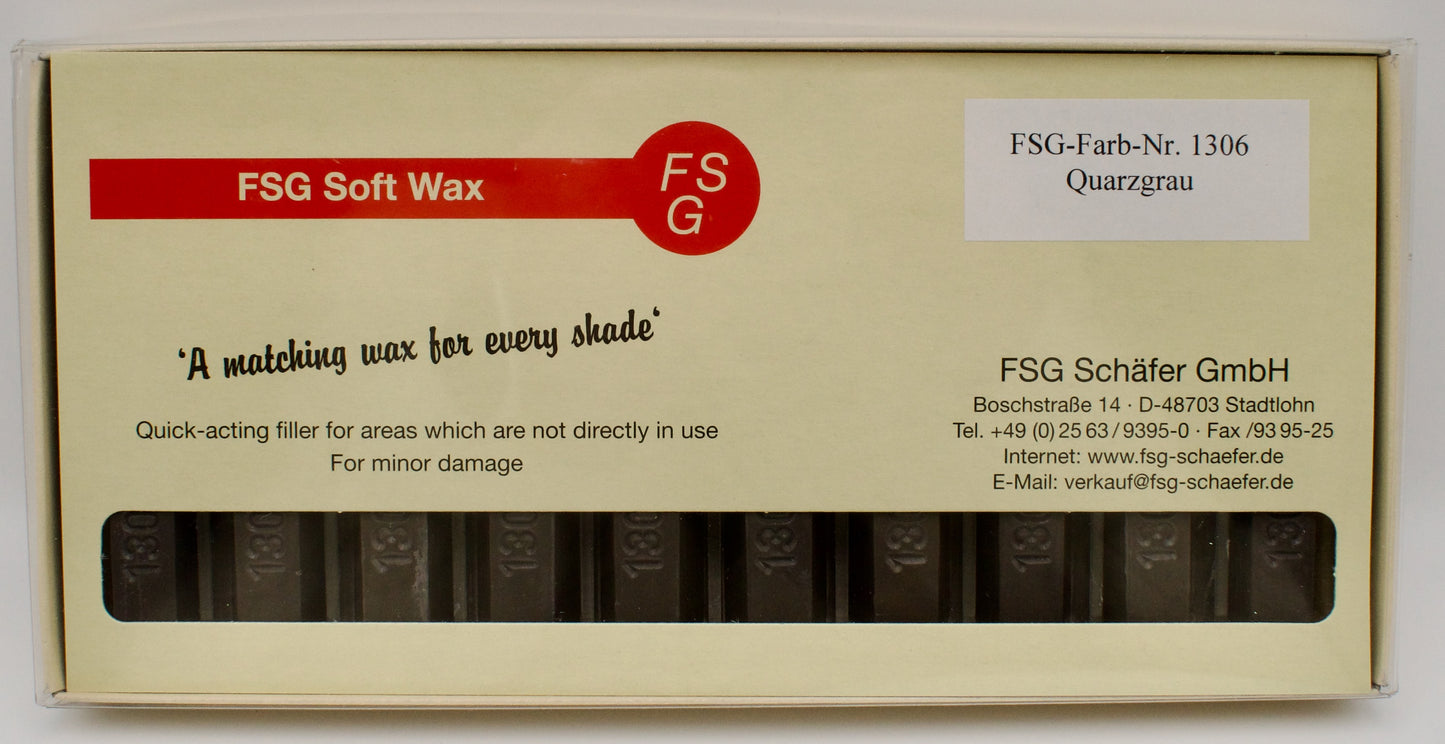 FSG Soft Wax
FS
G
FSG-Farb-Nr. 1306
Quarzgrau
‘A matching wax for every shade‘
Quick-acting filler for areas which are not directly in use
For minor damage
FSG Schäfer GmbH
Boschstraße 14 · D-48703 Stadtlohn
Tel. +49 (0) 25 63 / 9395-0 · Fax /93 95-25
Internet: www.fsg-schaefer.de
E-Mail: verkauf@fsg-schaefer.de